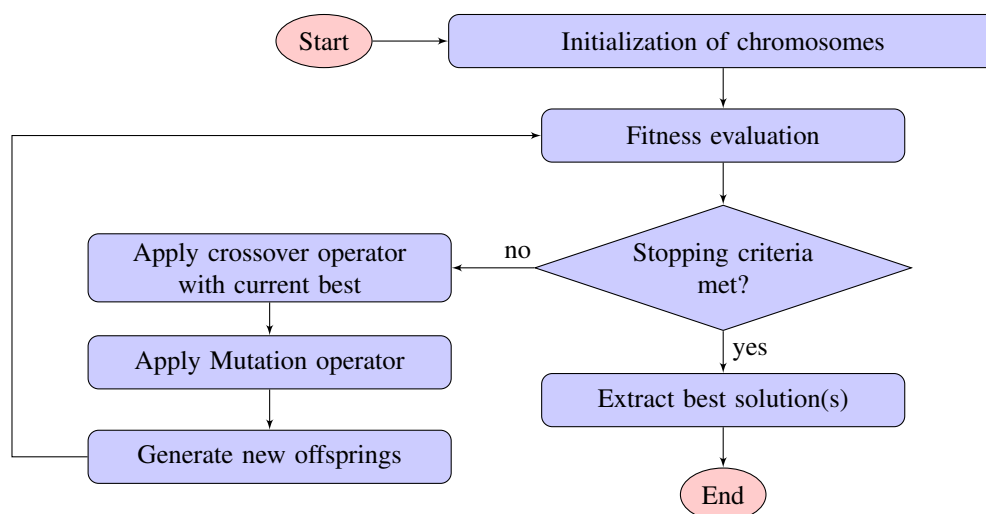 Start
Initialization of chromosomes
Fitness evaluation
Stopping criteria
met?
no
Apply crossover operator
with current best
Apply Mutation operator
Generate new offsprings
yes
Extract best solution(s)
End